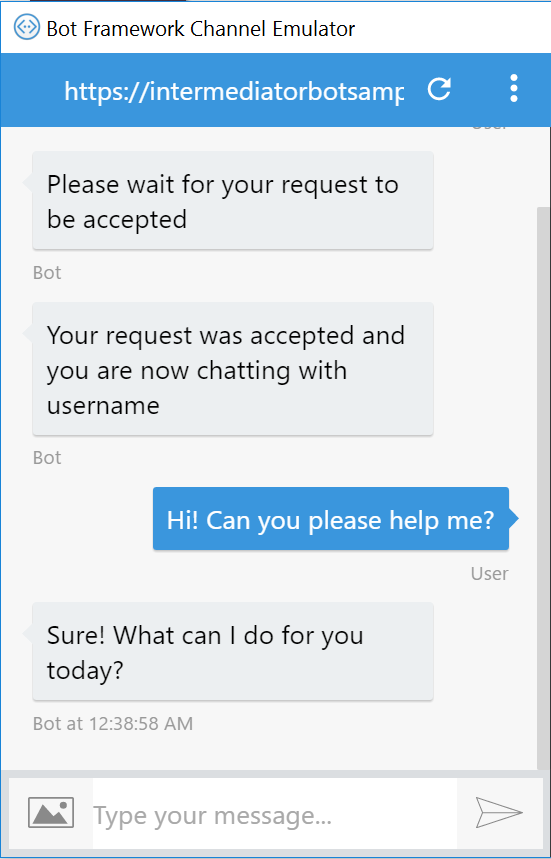 Bot Framework Channel Emulator
https://intermediatorbotsamp
User
Please wait for your request to
be accepted
Bot
Your request was accepted and
you are now chatting with
username
Bot
Hi! Can you please help me?
User
Sure! What can I do for you
today?
Bot at 12:38:58 AM
Type your message...